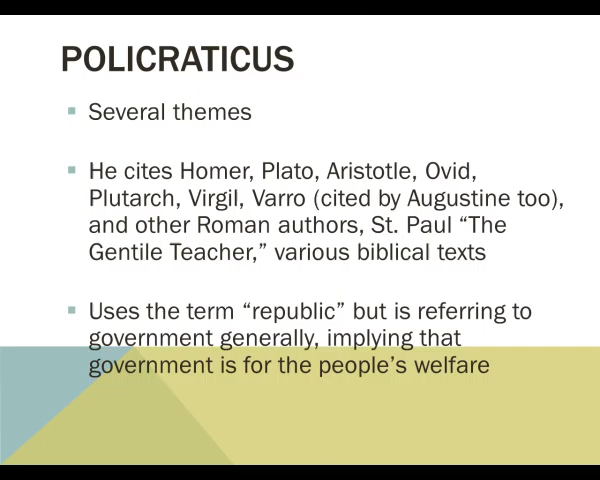 POLICRATICUS
Several themes
He cites Homer, Plato, Aristotle, Ovid,
Plutarch, Virgil, Varro (cited by Augustine too),
and other Roman authors, St. Paul “The
Gentile Teacher,” various biblical texts
Uses the term “republic” but is referring to
government generally, implying that
government is for the people’s welfare